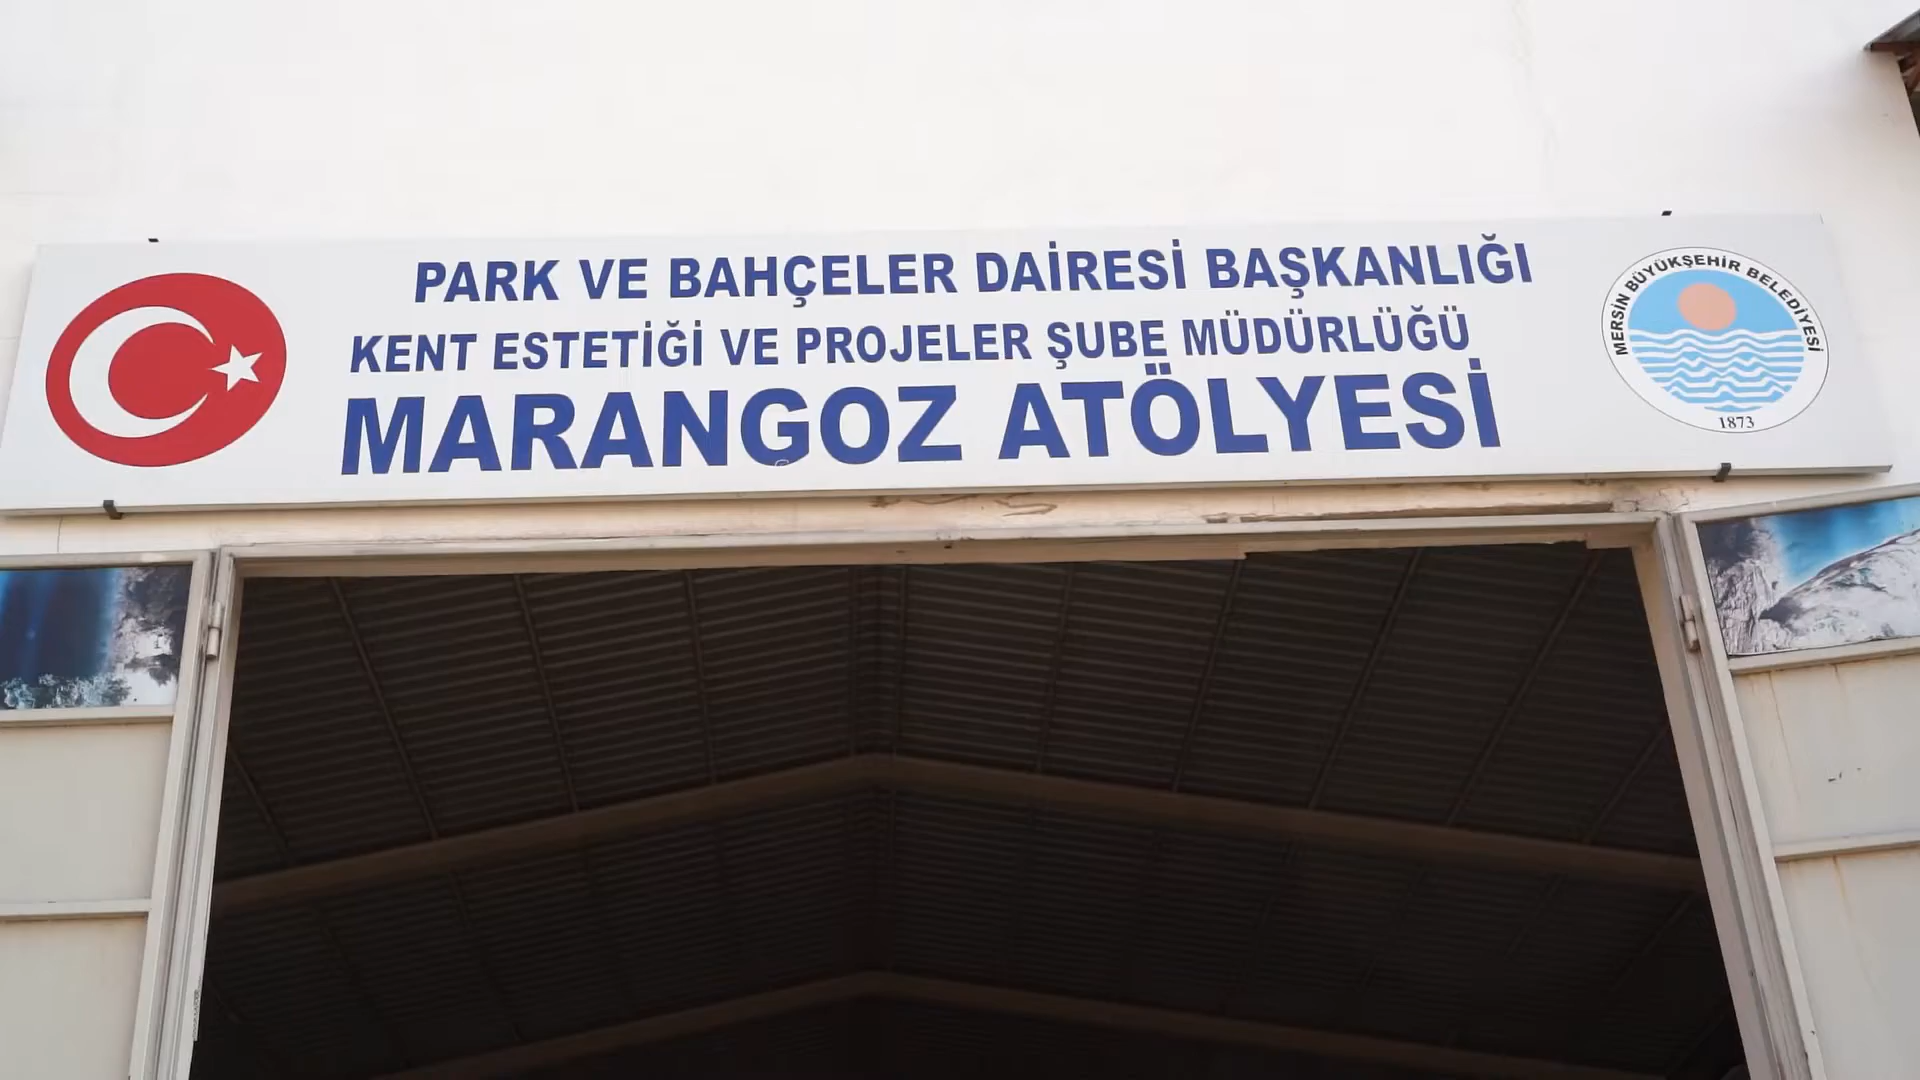 PARK VE BAHÇELER DAİRESİ BAŞKANLIĞI
KENT ESTETİĞİ VE PROJELER ŞUBE MÜDÜRLÜĞÜ
MARANGOZ ATÖLYESİ
MERSİN BÜYÜKŞEHİR BELEDİYESİ
1873